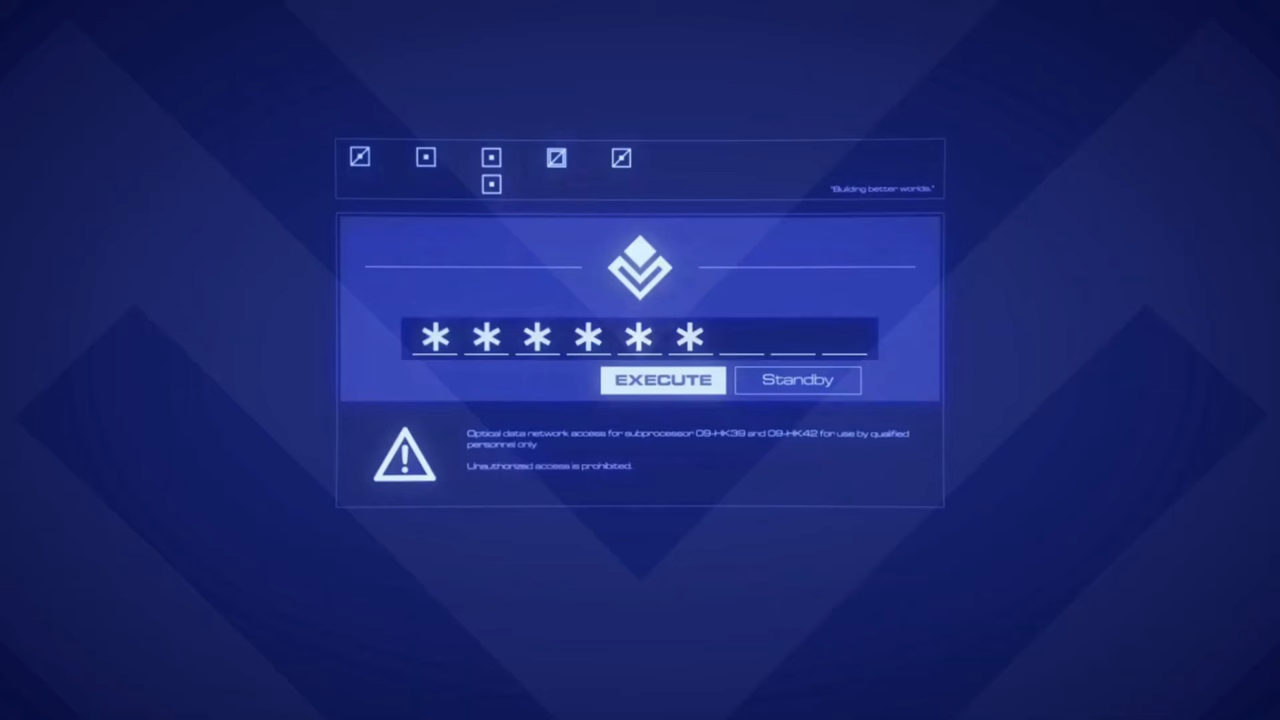 "Building better worlds."
* * * * * * _ _ _
EXECUTE Standby
Optical data network access for subprocessor 09-HK39 and 09-HK42 for use by qualified
personnel only.
Unauthorized access is prohibited.